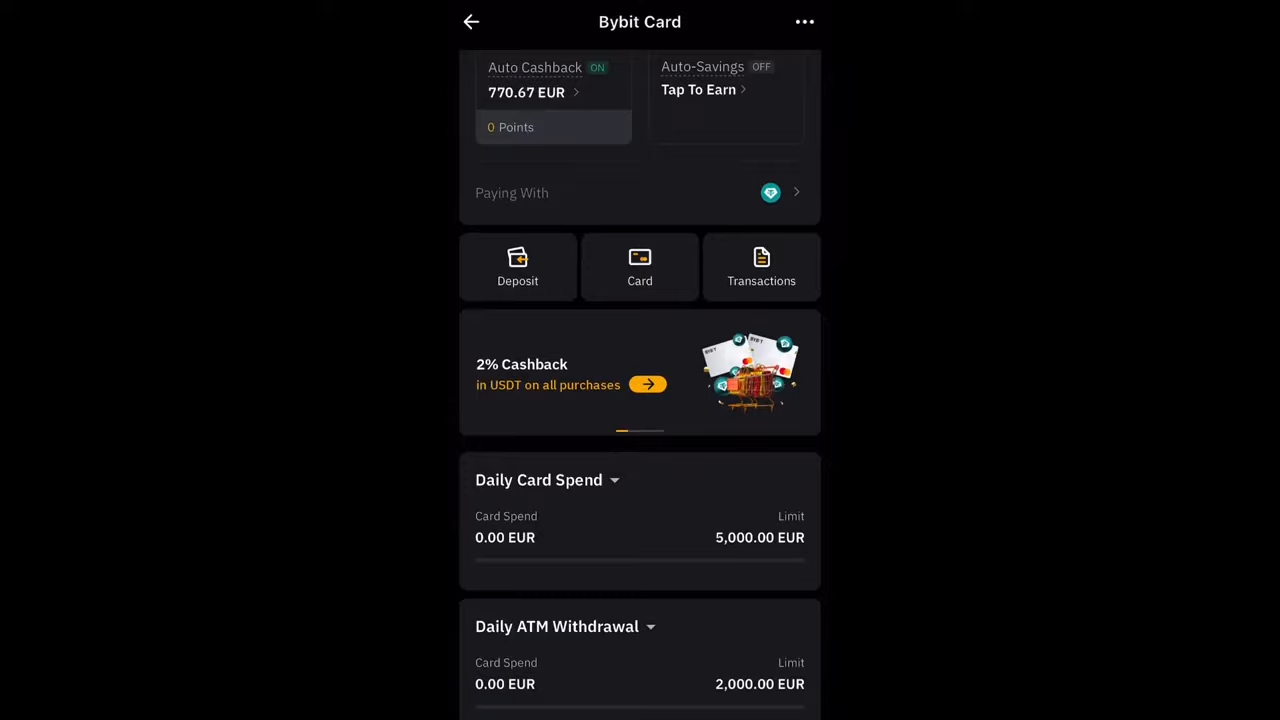 Bybit Card
Auto Cashback ON
770.67 EUR
0 Points
Auto-Savings OFF
Tap To Earn
Paying With
Deposit
Card
Transactions
2% Cashback
in USDT on all purchases
Daily Card Spend
Card Spend
Limit
0.00 EUR
5,000.00 EUR
Daily ATM Withdrawal
Card Spend
Limit
0.00 EUR
2,000.00 EUR